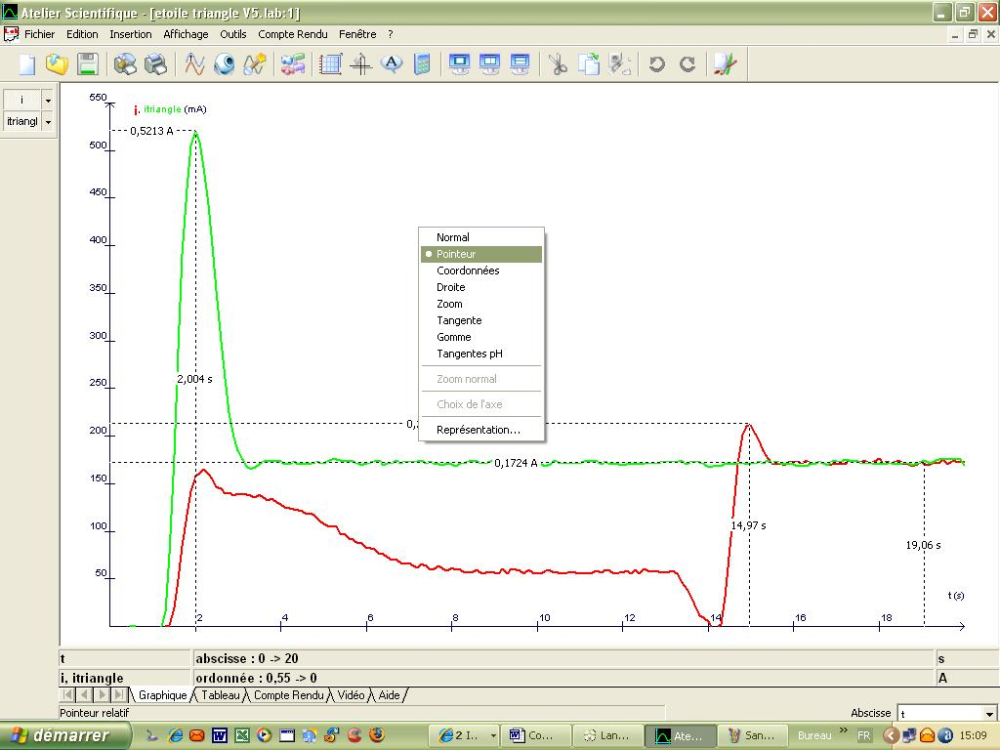 Atelier Scientifique - [etoile triangle V5.lab:1]
Fichier Edition Insertion Affichage Outils Compte Rendu Fenêtre ?
i
itriangl
i, itriangle (mA)
550
0,5213 A
500
450
400
350
300
250
200
150
100
50
2,004 s
0,1724 A
14,97 s
19,06 s
t (s)
2 4 6 8 10 12 14 16 18
Normal
Pointeur
Coordonnées
Droite
Zoom
Tangente
Gomme
Tangentes pH
Zoom normal
Choix de l'axe
Représentation...
t abscisse : 0 -> 20 s
i, itriangle ordonnée : 0,55 -> 0 A
Graphique Tableau Compte Rendu Vidéo Aide
Pointeur relatif Abscisse t
démarrer 2 I... Co... Lan... Ate... San... Bureau » FR 15:09